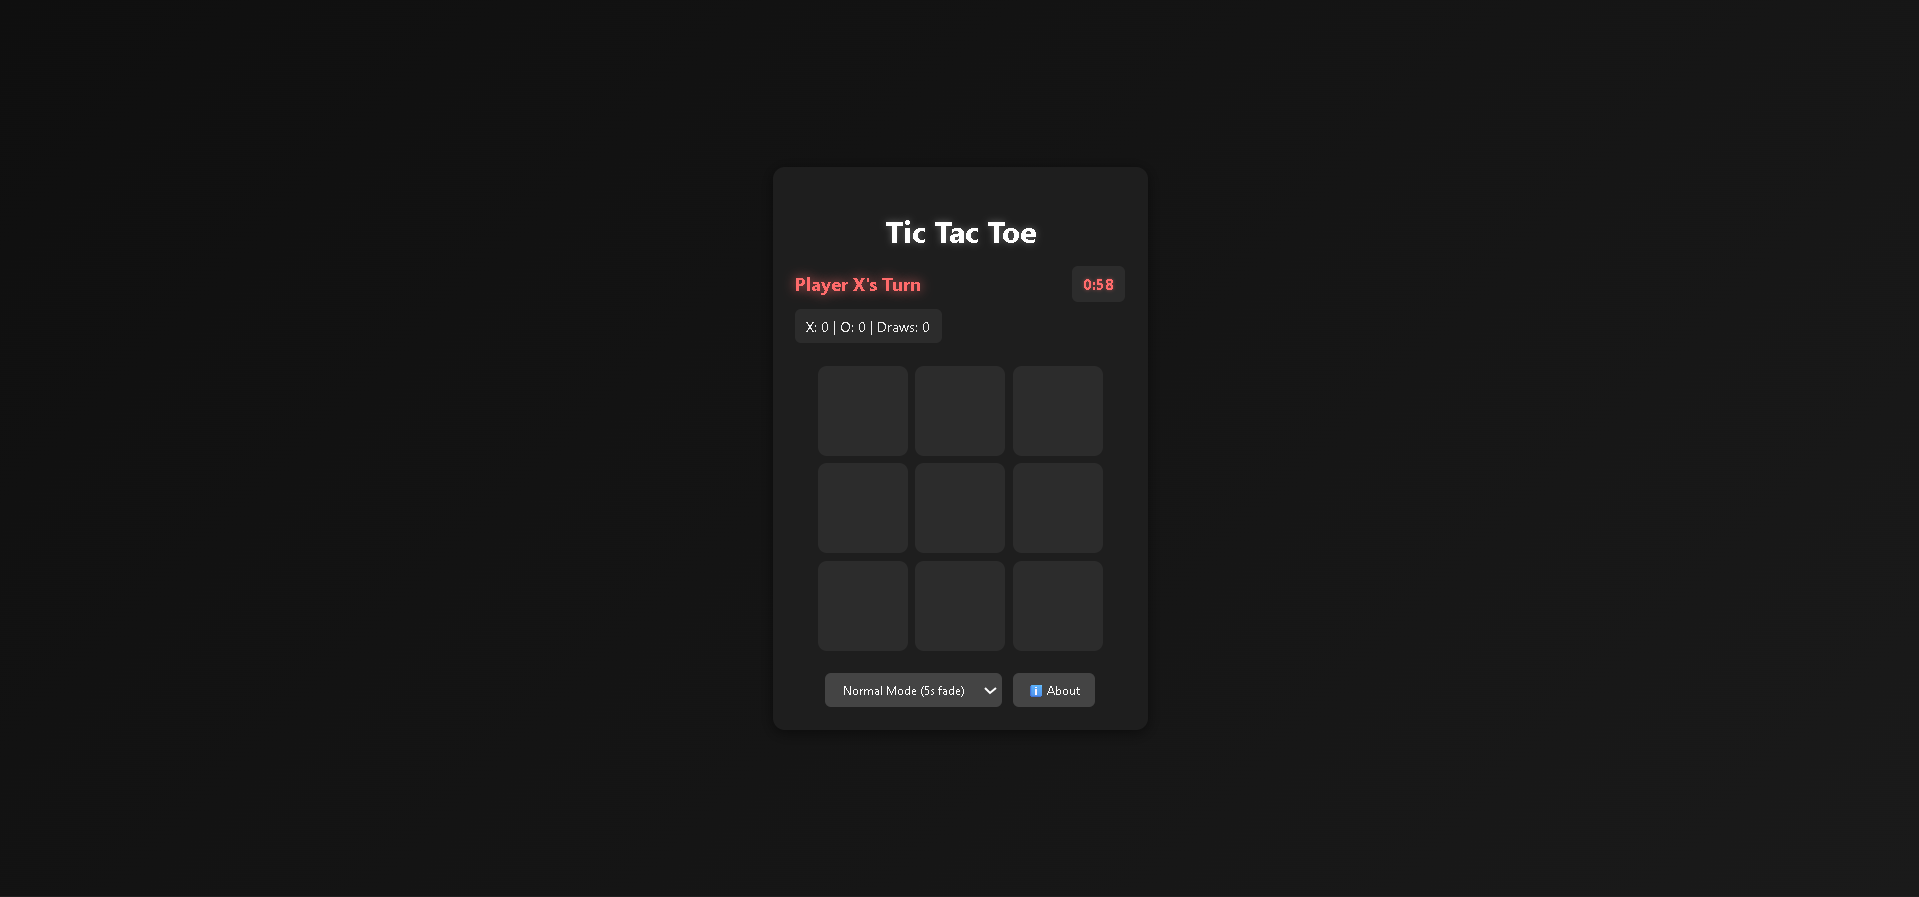 Tic Tac Toe
Player X's Turn
0:58
X: 0 | O: 0 | Draws: 0
Normal Mode (5s fade)
ℹ️ About